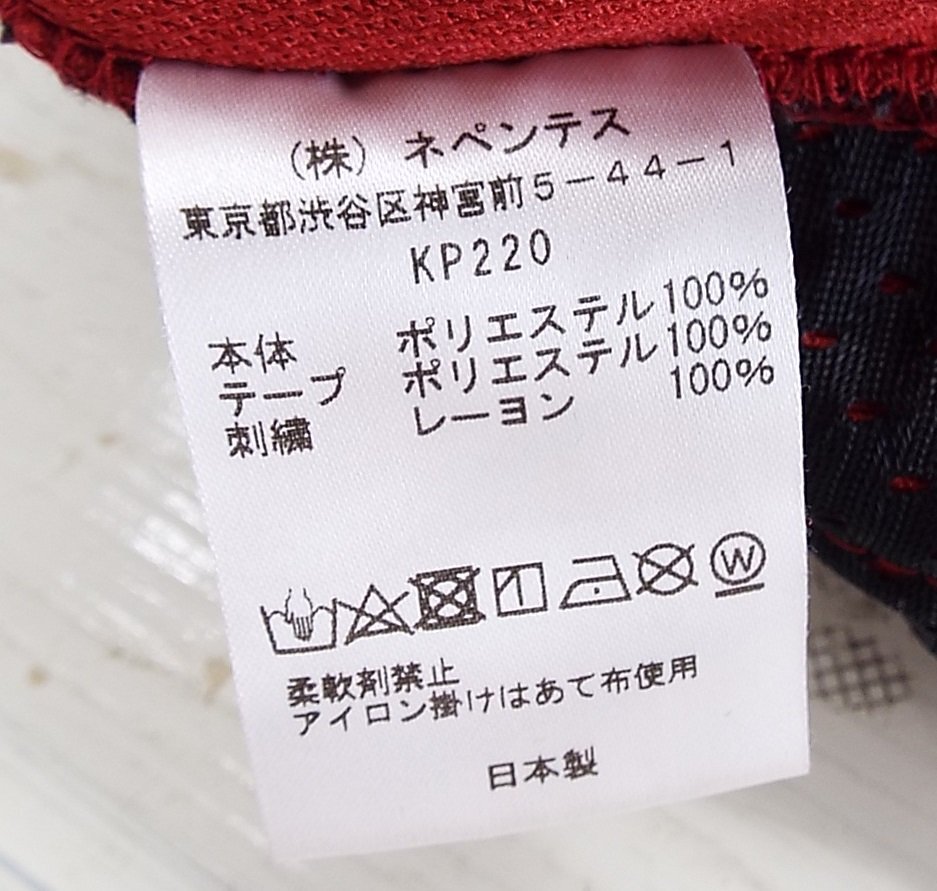 （株）ネペンテス
東京都渋谷区神宮前5－44－1
KP220
本体 ポリエステル100%
テープ ポリエステル100%
刺繍 レーヨン 100%
W
柔軟剤禁止
アイロン掛けはあて布使用
日本製